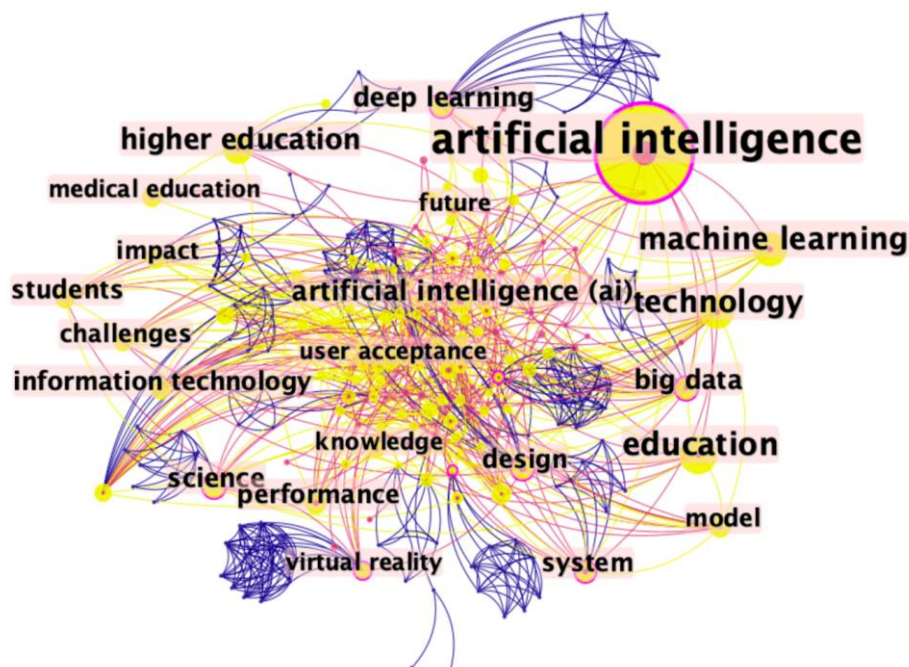 deep learning
artificial intelligence
higher education
medical education
future
impact
machine learning
students
artificial intelligence (ai)
technology
challenges
user acceptance
information technology
big data
knowledge
design
education
science
performance
model
virtual reality
system